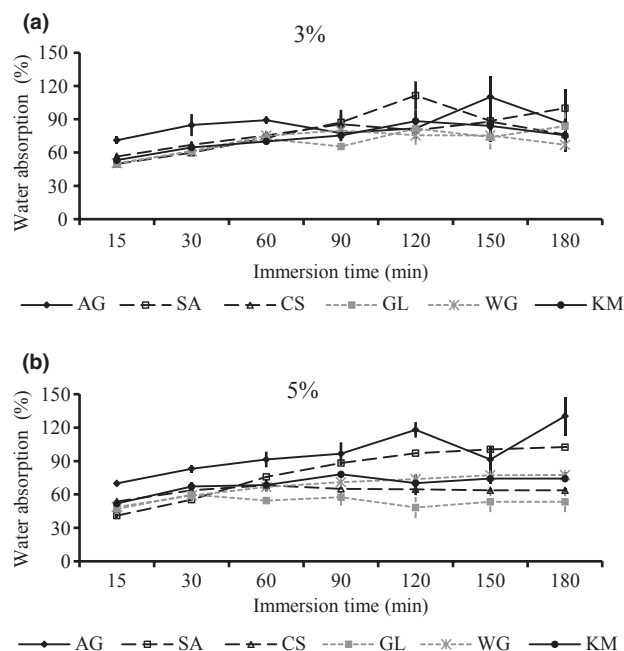 (a)
3%
150
120
90
60
30
0
Water absorption (%)
15 30 60 90 120 150 180
Immersion time (min)
AG SA CS GL WG KM
(b)
5%
150
120
90
60
30
0
Water absorption (%)
15 30 60 90 120 150 180
Immersion time (min)
AG SA CS GL WG KM